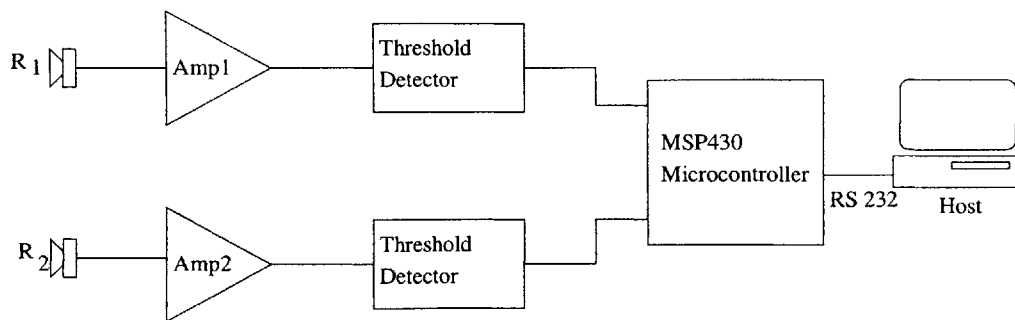 R 1
Amp1
Threshold
Detector
MSP430
Microcontroller
RS 232
Host
R 2
Amp2
Threshold
Detector